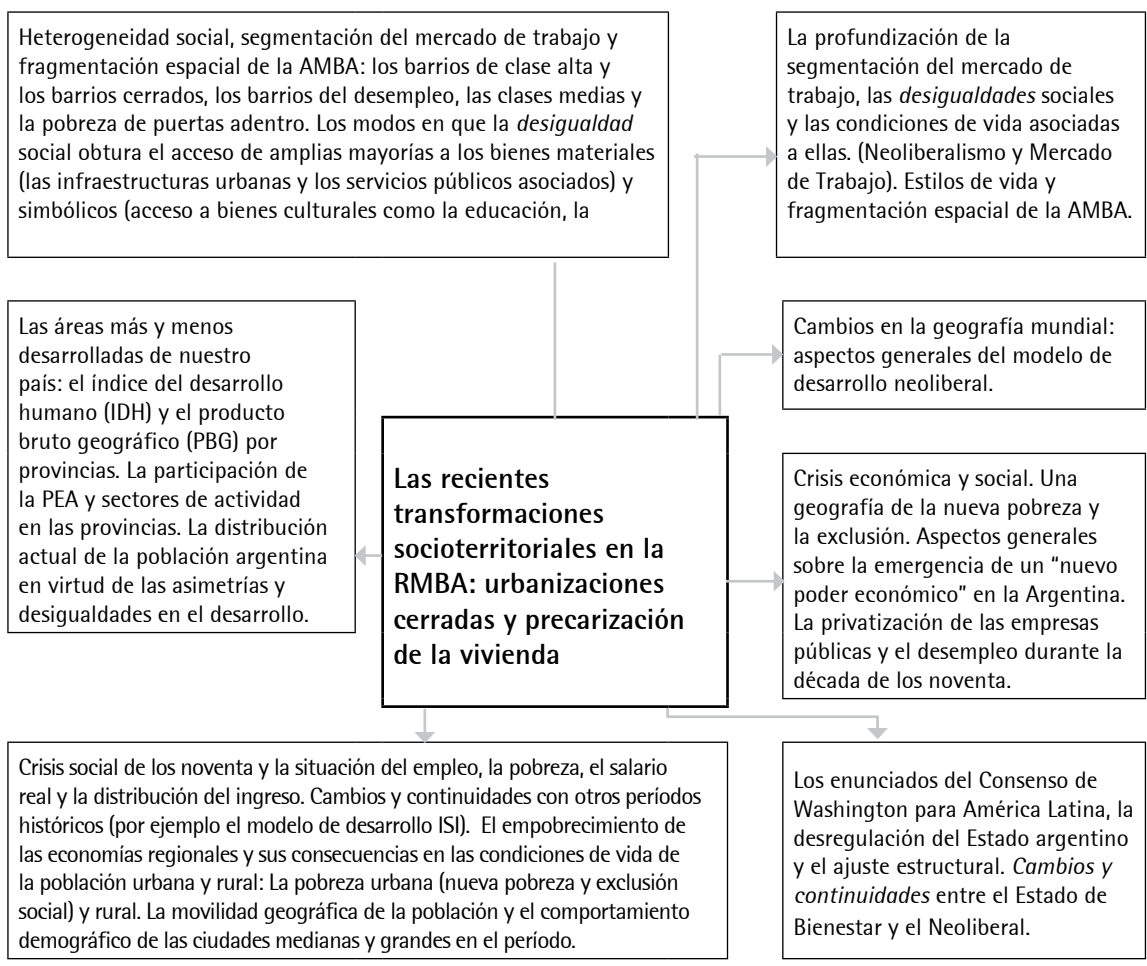 Heterogeneidad social, segmentación del mercado de trabajo y
fragmentación espacial de la AMBA: los barrios de clase alta y
los barrios cerrados, los barrios del desempleo, las clases medias y
la pobreza de puertas adentro. Los modos en que la desigualdad
social obtura el acceso de amplias mayorías a los bienes materiales
(las infraestructuras urbanas y los servicios públicos asociados) y
simbólicos (acceso a bienes culturales como la educación, la
La profundización de la
segmentación del mercado de
trabajo, las desigualdades sociales
y las condiciones de vida asociadas
a ellas. (Neoliberalismo y Mercado
de Trabajo). Estilos de vida y
fragmentación espacial de la AMBA.
Las áreas más y menos
desarrolladas de nuestro
país: el índice del desarrollo
humano (IDH) y el producto
bruto geográfico (PBG) por
provincias. La participación de
la PEA y sectores de actividad
en las provincias. La distribución
actual de la población argentina
en virtud de las asimetrías y
desigualdades en el desarrollo.
Cambios en la geografía mundial:
aspectos generales del modelo de
desarrollo neoliberal.
Las recientes
transformaciones
socioterritoriales en la
RMBA: urbanizaciones
cerradas y precarización
de la vivienda
Crisis económica y social. Una
geografía de la nueva pobreza y
la exclusión. Aspectos generales
sobre la emergencia de un “nuevo
poder económico” en la Argentina.
La privatización de las empresas
públicas y el desempleo durante la
década de los noventa.
Crisis social de los noventa y la situación del empleo, la pobreza, el salario
real y la distribución del ingreso. Cambios y continuidades con otros períodos
históricos (por ejemplo el modelo de desarrollo ISI). El empobrecimiento de
las economías regionales y sus consecuencias en las condiciones de vida de
la población urbana y rural: La pobreza urbana (nueva pobreza y exclusión
social) y rural. La movilidad geográfica de la población y el comportamiento
demográfico de las ciudades medianas y grandes en el período.
Los enunciados del Consenso de
Washington para América Latina, la
desregulación del Estado argentino
y el ajuste estructural. Cambios y
continuidades entre el Estado de
Bienestar y el Neoliberal.